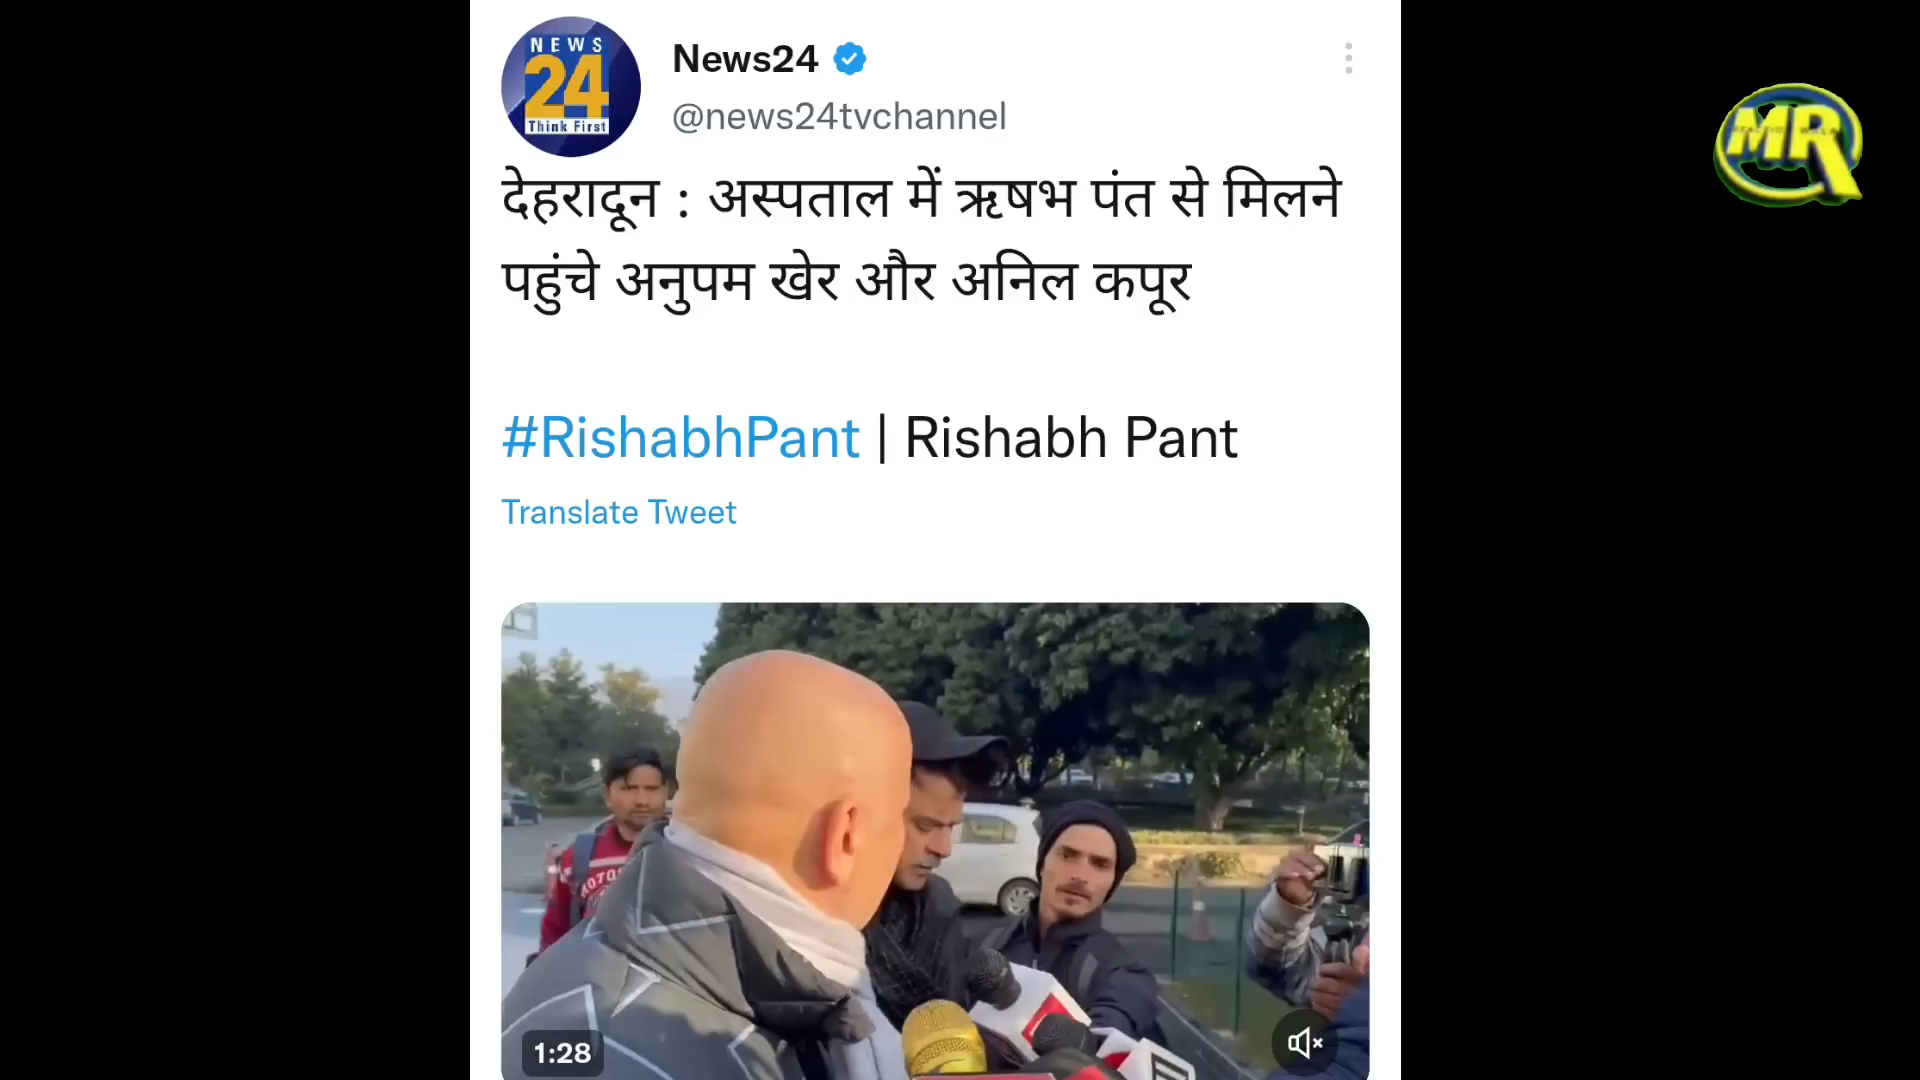 NEWS
24
Think First
News24
@news24tvchannel
MR
देहरादून : अस्पताल में ऋषभ पंत से मिलने
पहुंचे अनुपम खेर और अनिल कपूर
#RishabhPant | Rishabh Pant
Translate Tweet
1:28